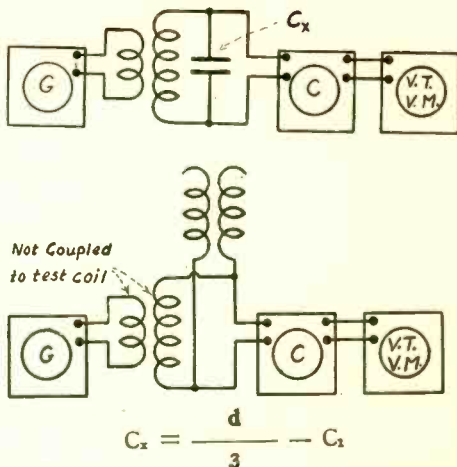 Cx
G
C
V.T.
V.M.
Not Coupled
to test coil
G
C
V.T.
V.M.
Cx = d/3 - C1